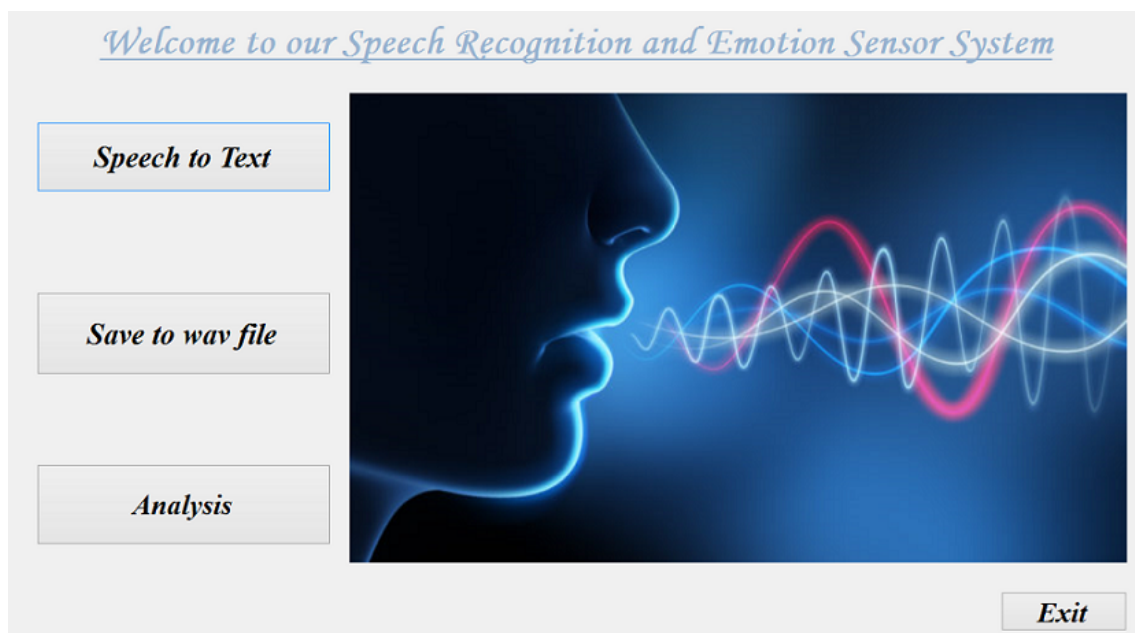 Welcome to our Speech Recognition and Emotion Sensor System
Speech to Text
Save to wav file
Analysis
Exit